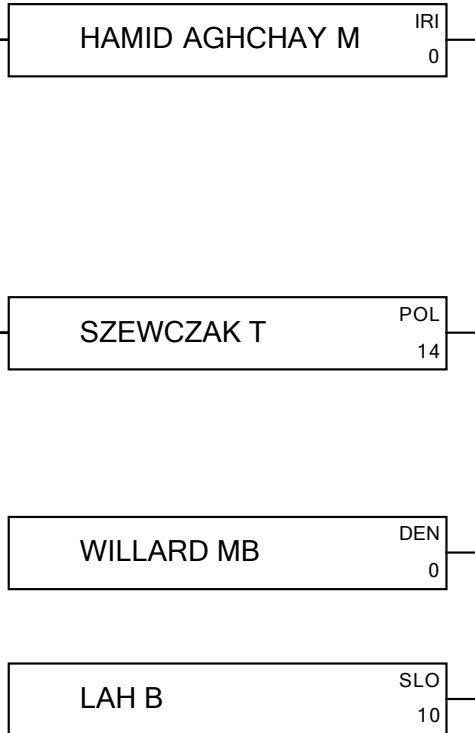 HAMID AGHCHAY M IRI
0
SZEWCZAK T POL
14
WILLARD MB DEN
0
LAH B SLO
10